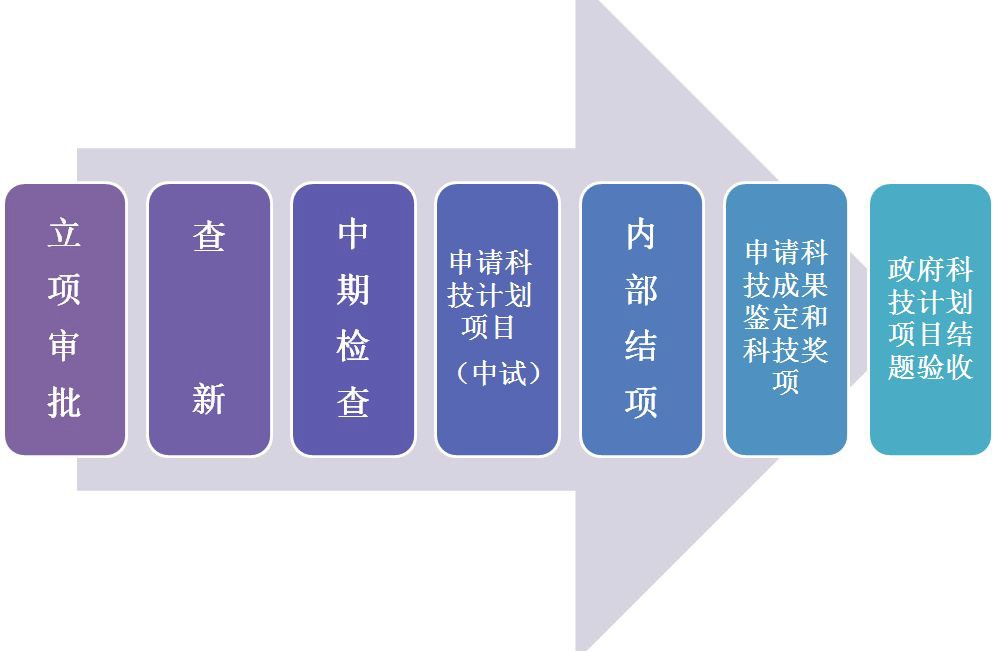 立项审批
查新
中期检查
申请科
技计划
项目
（中试）
内部结项
申请科
技成果
鉴定和
科技奖
项
政府科
技计划
项目结
题验收